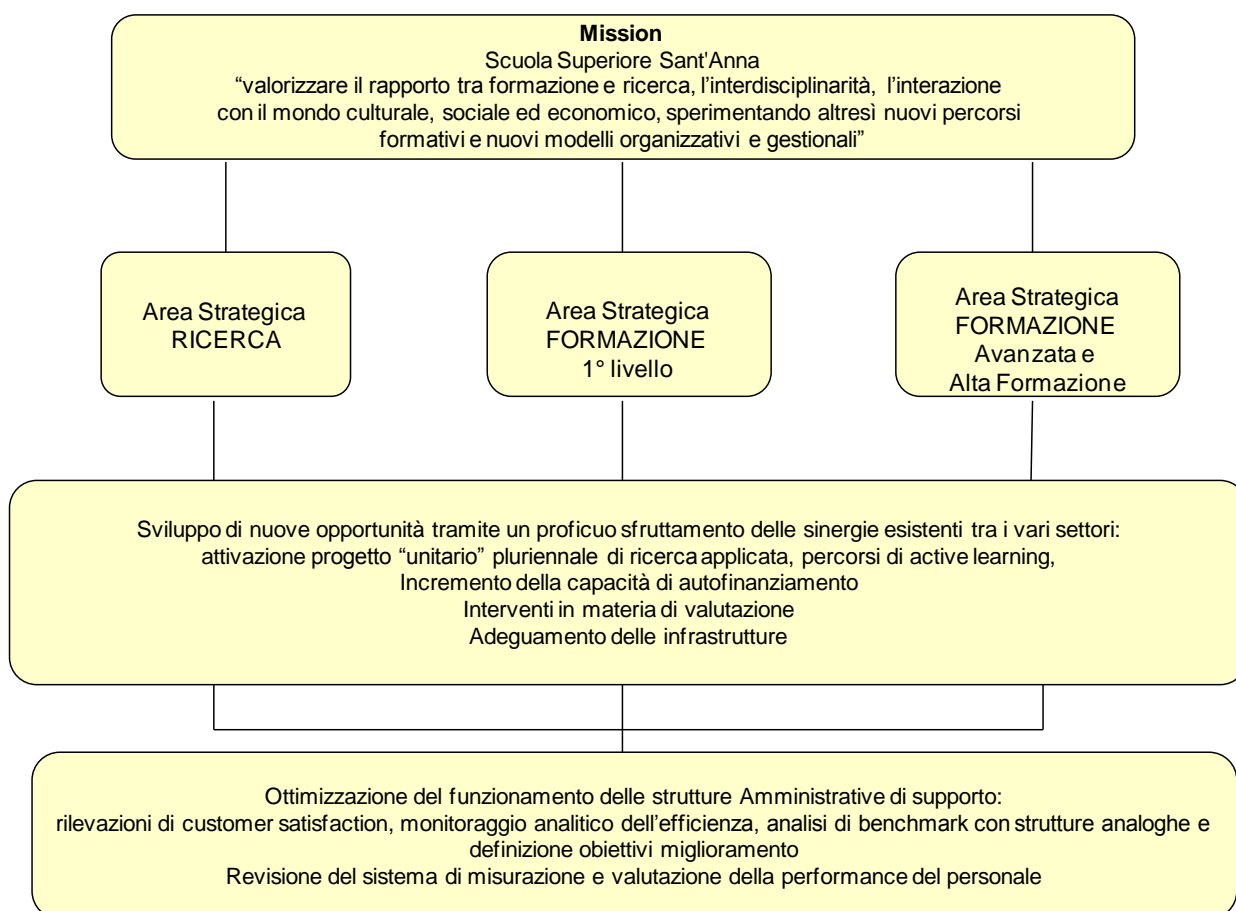 Mission
Scuola Superiore Sant'Anna
“valorizzare il rapporto tra formazione e ricerca, l’interdisciplinarità, l’interazione
con il mondo culturale, sociale ed economico, sperimentando altresì nuovi percorsi
formativi e nuovi modelli organizzativi e gestionali”
Area Strategica
RICERCA
Area Strategica
FORMAZIONE
1° livello
Area Strategica
FORMAZIONE
Avanzata e
Alta Formazione
Sviluppo di nuove opportunità tramite un proficuo sfruttamento delle sinergie esistenti tra i vari settori:
attivazione progetto “unitario” pluriennale di ricerca applicata, percorsi di active learning,
Incremento della capacità di autofinanziamento
Interventi in materia di valutazione
Adeguamento delle infrastrutture
Ottimizzazione del funzionamento delle strutture Amministrative di supporto:
rilevazioni di customer satisfaction, monitoraggio analitico dell’efficienza, analisi di benchmark con strutture analoghe e
definizione obiettivi miglioramento
Revisione del sistema di misurazione e valutazione della performance del personale